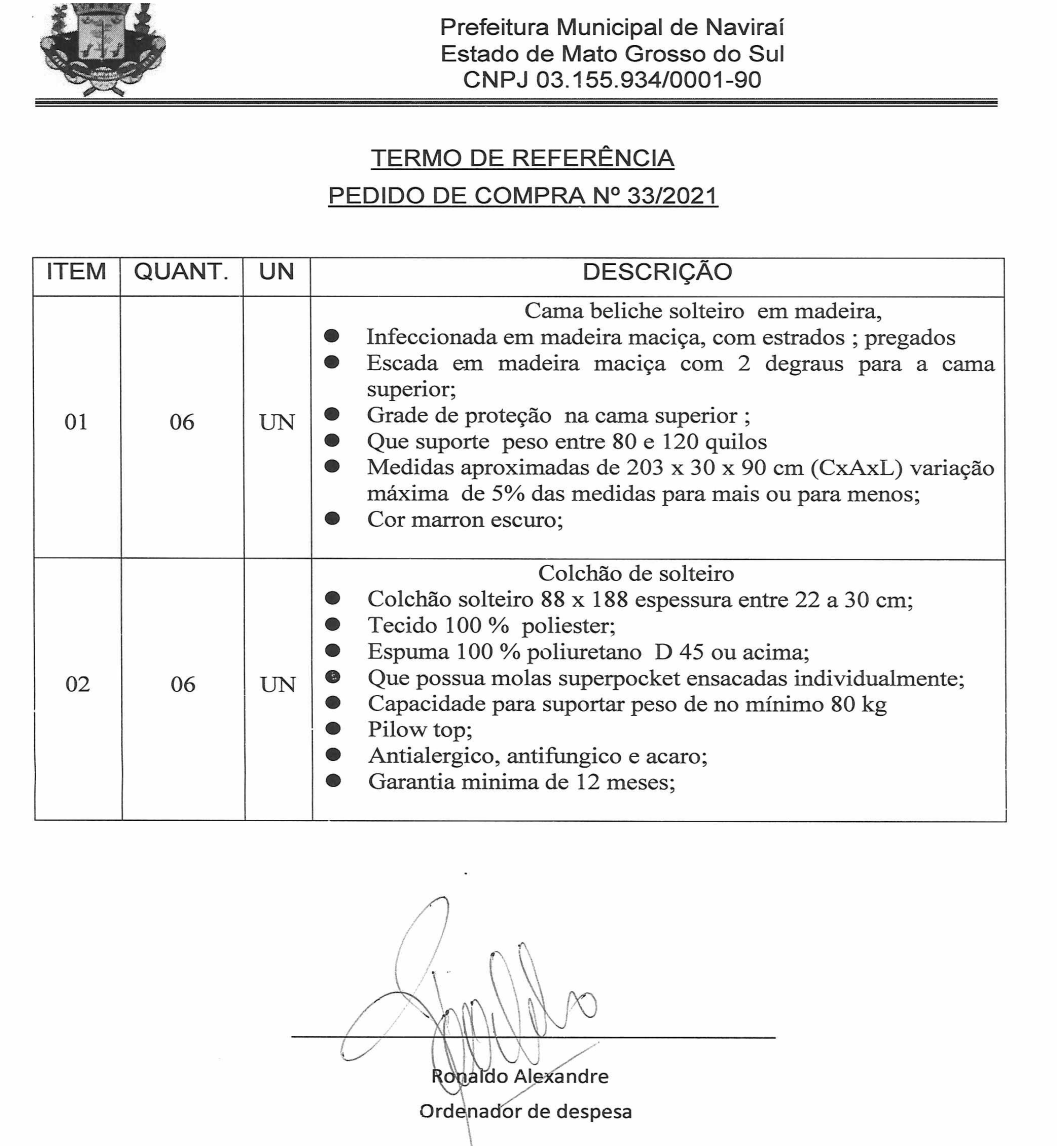 Prefeitura Municipal de Naviraí
Estado de Mato Grosso do Sul
CNPJ 03.155.934/0001-90
TERMO DE REFERÊNCIA
PEDIDO DE COMPRA Nº 33/2021
ITEM QUANT. UN DESCRIÇÃO
01 06 UN
Cama beliche solteiro em madeira,
● Infeccionada em madeira maciça, com estrados ; pregados
● Escada em madeira maciça com 2 degraus para a cama
superior;
● Grade de proteção na cama superior ;
● Que suporte peso entre 80 e 120 quilos
● Medidas aproximadas de 203 x 30 x 90 cm (CxAxL) variação
máxima de 5% das medidas para mais ou para menos;
● Cor marron escuro;
02 06 UN
Colchão de solteiro
● Colchão solteiro 88 x 188 espessura entre 22 a 30 cm;
● Tecido 100 % poliester;
● Espuma 100 % poliuretano D 45 ou acima;
● Que possua molas superpocket ensacadas individualmente;
● Capacidade para suportar peso de no mínimo 80 kg
● Pilow top;
● Antialergico, antifungico e acaro;
● Garantia minima de 12 meses;
Ronaldo Alexandre
Ordenador de despesa